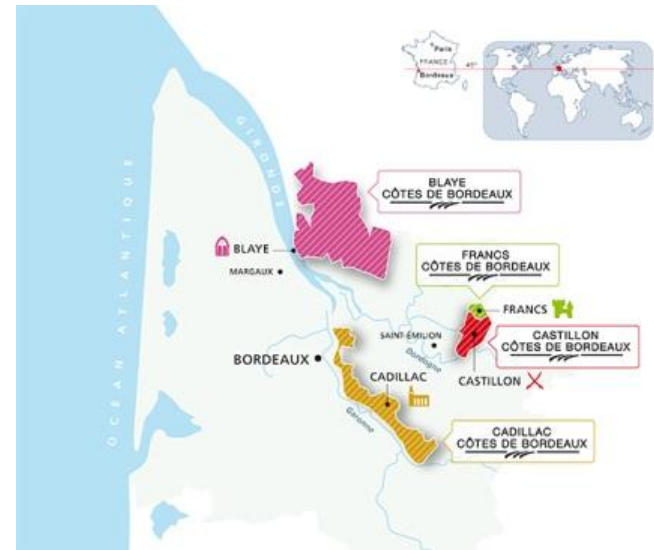 Paris
FRANCE
45°
Bordeaux
OCÉAN ATLANTIQUE
GIRONDE
BLAYE
CÔTES DE BORDEAUX
BLAYE
MARGAUX
FRANCS
CÔTES DE BORDEAUX
FRANCS
SAINT-ÉMILION
Dordogne
CASTILLON
CÔTES DE BORDEAUX
BORDEAUX
CADILLAC
CASTILLON
Garonne
CADILLAC
CÔTES DE BORDEAUX